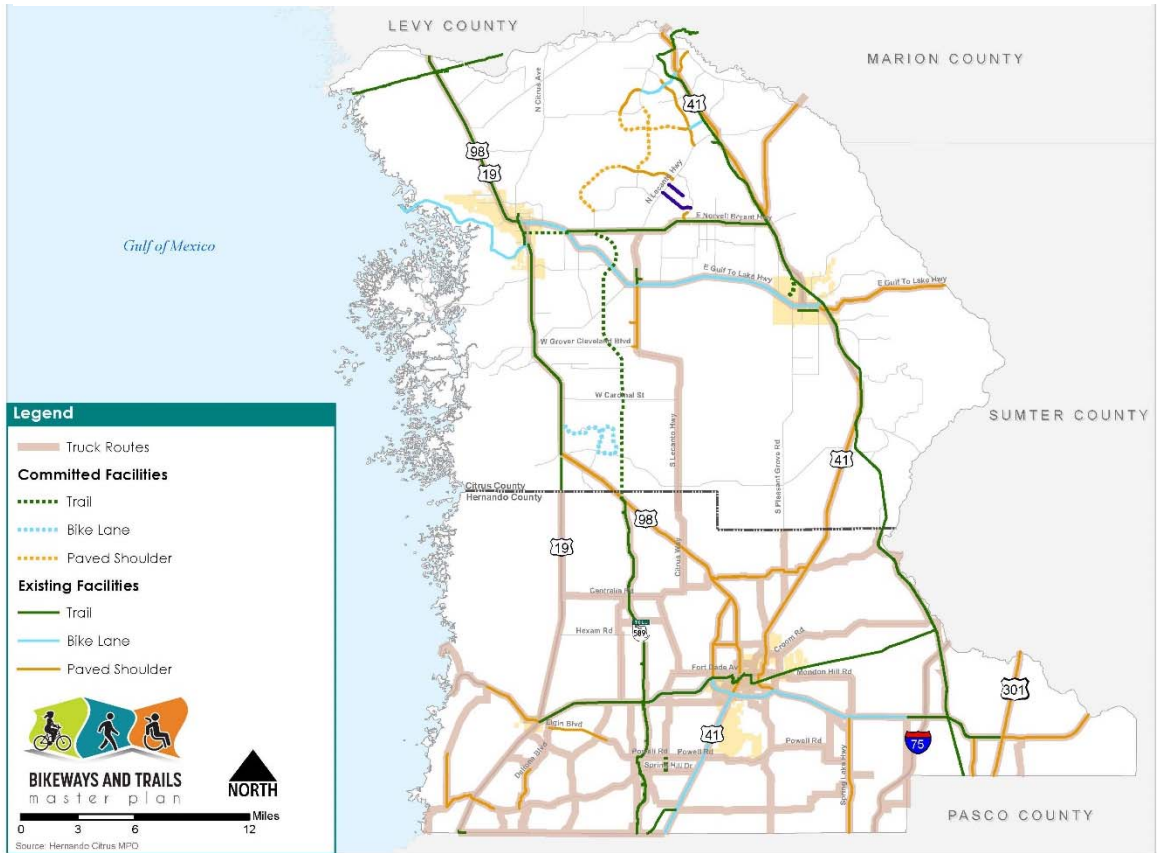 LEVY COUNTY
MARION COUNTY
N Citrus Ave
41
98
19
N Lecanto Hwy
E Norvell Bryant Hwy
Gulf of Mexico
E Gulf To Lake Hwy
E Gulf To Lake Hwy
W Grover Cleveland Blvd
W Cardinal St
S Lecanto Hwy
S Pleasant Grove Rd
SUMTER COUNTY
41
Citrus County
Hernando County
98
19
Citrus Way
Centralia Rd
Hexam Rd
589
Croom Rd
Fort Dade Av
Mondon Hill Rd
301
Elgin Blvd
41
75
Deltona Blvd
Powell Rd
Powell Rd
Powell Rd
Spring Hill Dr
Spring Lake Hwy
PASCO COUNTY
Legend
Truck Routes
Committed Facilities
Trail
Bike Lane
Paved Shoulder
Existing Facilities
Trail
Bike Lane
Paved Shoulder
BIKEWAYS AND TRAILS
master plan
NORTH
Miles
0 3 6 12
Source: Hernando Citrus MPO